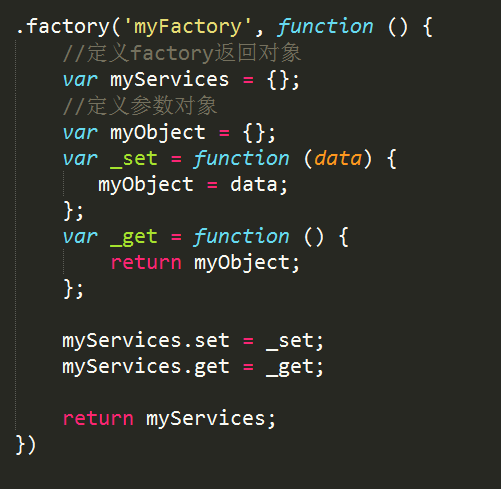 .factory('myFactory', function () {
    //定义factory返回对象
    var myServices = {};
    //定义参数对象
    var myObject = {};
    var _set = function (data) {
       myObject = data;
    };
    var _get = function () {
        return myObject;
    };

    myServices.set = _set;
    myServices.get = _get;

    return myServices;
})